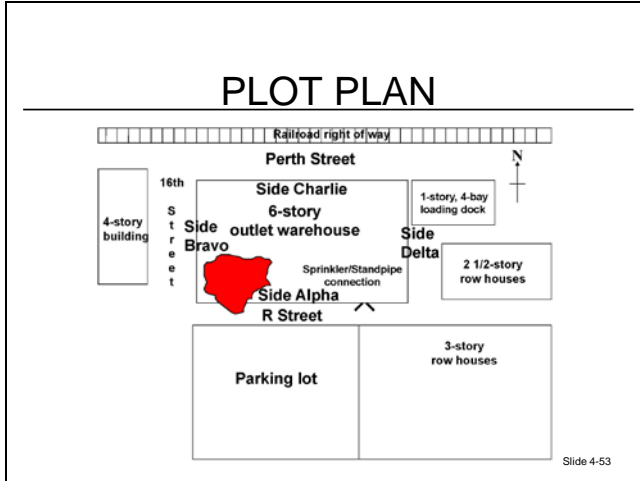 PLOT PLAN
Railroad right of way
Perth Street
N
16th
Street
4-story
building
Side Charlie
6-story
outlet warehouse
Side
Bravo
Sprinkler/Standpipe
connection
Side Alpha
R Street
Side
Delta
1-story, 4-bay
loading dock
2 1/2-story
row houses
Parking lot
3-story
row houses
Slide 4-53